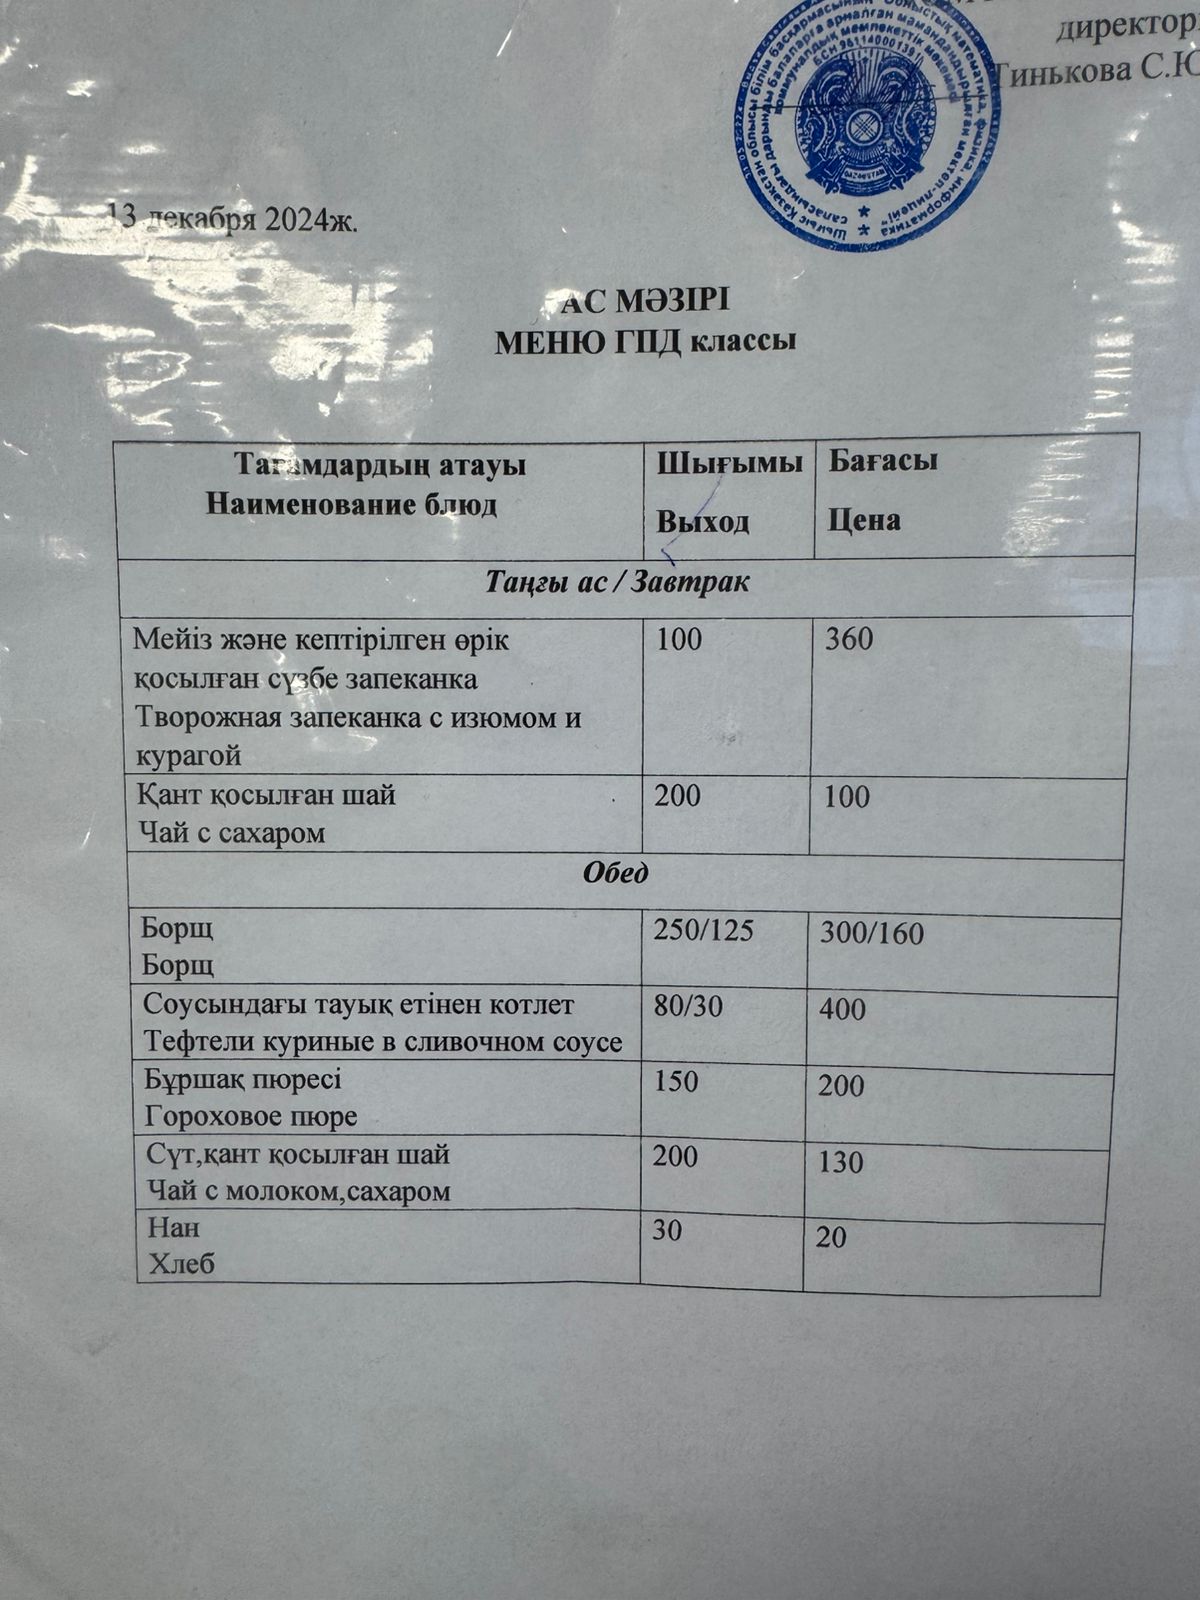 директоры
Тинькова С.Ю
БСН 961140001391
QAZAQSTAN
13 декабря 2024ж.
АС МӘЗІРІ
МЕНЮ ГПД классы
Тағамдардың атауы
Наименование блюд
Шығымы
Выход
Бағасы
Цена
Таңғы ас / Завтрак
Мейіз және кептірілген өрік
қосылған сүзбе запеканка
Творожная запеканка с изюмом и
курагой
100
360
Қант қосылған шай
Чай с сахаром
200
100
Обед
Борщ
Борщ
250/125
300/160
Соусындағы тауық етінен котлет
Тефтели куриные в сливочном соусе
80/30
400
Бұршақ пюресі
Гороховое пюре
150
200
Сүт,қант қосылған шай
Чай с молоком,сахаром
200
130
Нан
Хлеб
30
20